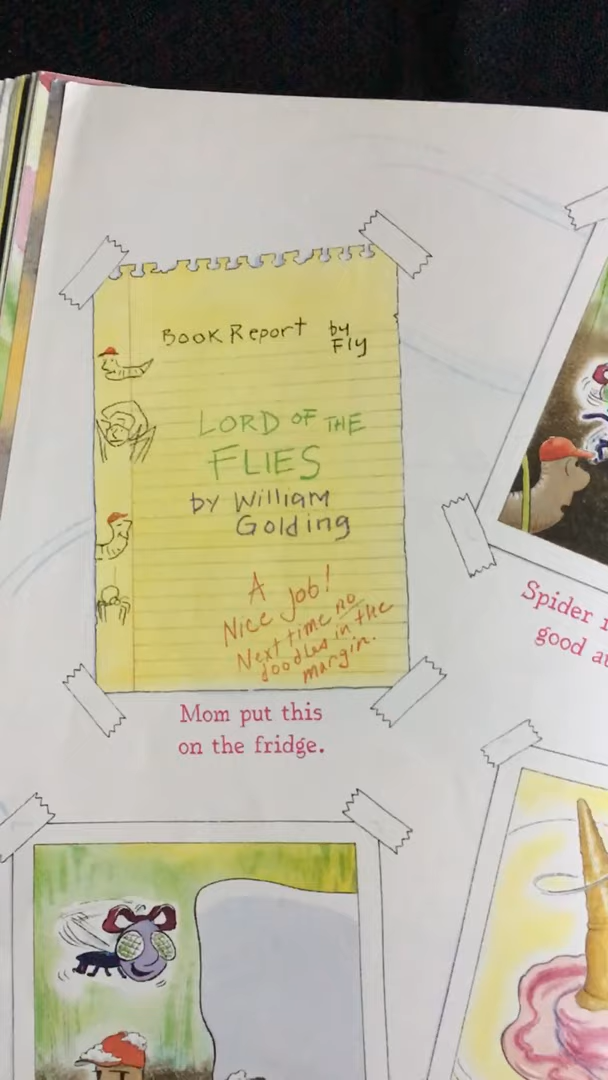 Book Report by
Fly
LORD OF THE
FLIES
by William
Golding
A
Nice job!
Next time no
doodles in the
margin.
Mom put this
on the fridge.
Spider
good